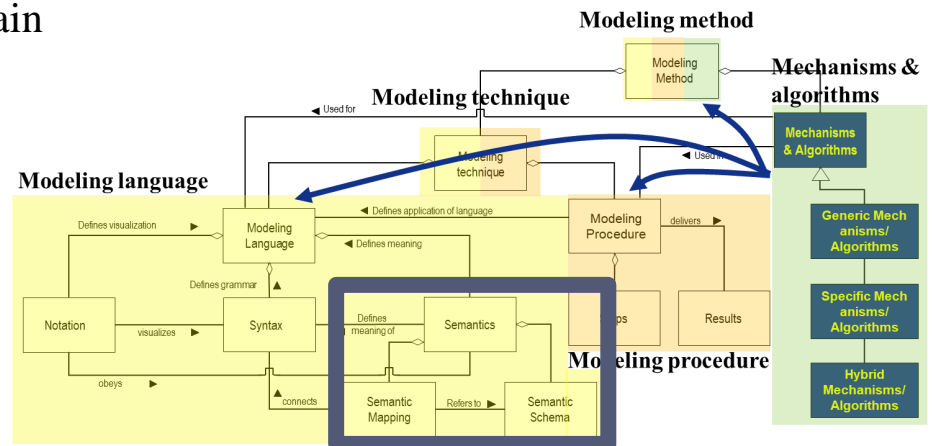 ain
Modeling method
Modeling
Method
Mechanisms &
algorithms
Modeling technique
◄ Used for
Mechanisms
& Algorithms
Modeling
technique
◄ Used in
Modeling language
Defines visualization ►
Modeling
Language
◄ Defines application of language
◄ Defines meaning
Modeling
Procedure
delivers
►
Generic Mech
anisms/
Algorithms
Defines grammar ▲
Notation
visualizes ►
Syntax
Defines
meaning of
Semantics
Results
Specific Mech
anisms/
Algorithms
Modeling procedure
obeys ►
▲
connects
Semantic
Mapping
Refers to ►
Semantic
Schema
Hybrid
Mechanisms/
Algorithms